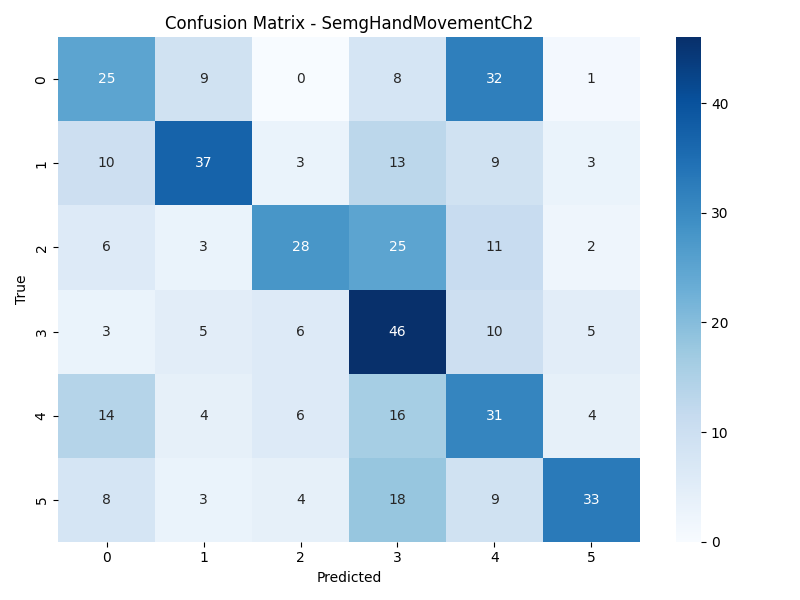 Confusion Matrix - SemgHandMovementCh2
0 25 9 0 8 32 1
1 10 37 3 13 9 3
2 6 3 28 25 11 2
3 3 5 6 46 10 5
4 14 4 6 16 31 4
5 8 3 4 18 9 33
0 1 2 3 4 5
Predicted
True
40
30
20
10
0